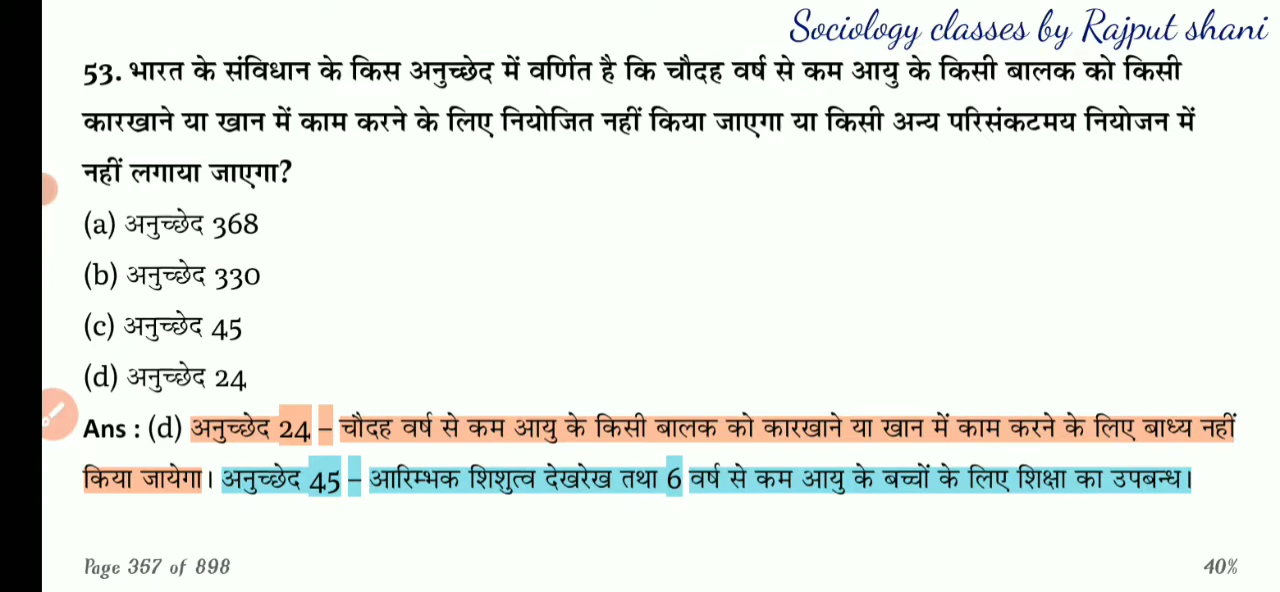 Sociology classes by Rajput shani
53. भारत के संविधान के किस अनुच्छेद में वर्णित है कि चौदह वर्ष से कम आयु के किसी बालक को किसी
कारखाने या खान में काम करने के लिए नियोजित नहीं किया जाएगा या किसी अन्य परिसंकटमय नियोजन में
नहीं लगाया जाएगा?
(a) अनुच्छेद 368
(b) अनुच्छेद 330
(c) अनुच्छेद 45
(d) अनुच्छेद 24
Ans : (d) अनुच्छेद 24 – चौदह वर्ष से कम आयु के किसी बालक को कारखाने या खान में काम करने के लिए बाध्य नहीं
किया जायेगा। अनुच्छेद 45 – आरिम्भक शिशुत्व देखरेख तथा 6 वर्ष से कम आयु के बच्चों के लिए शिक्षा का उपबन्ध।
Page 357 of 898
40%